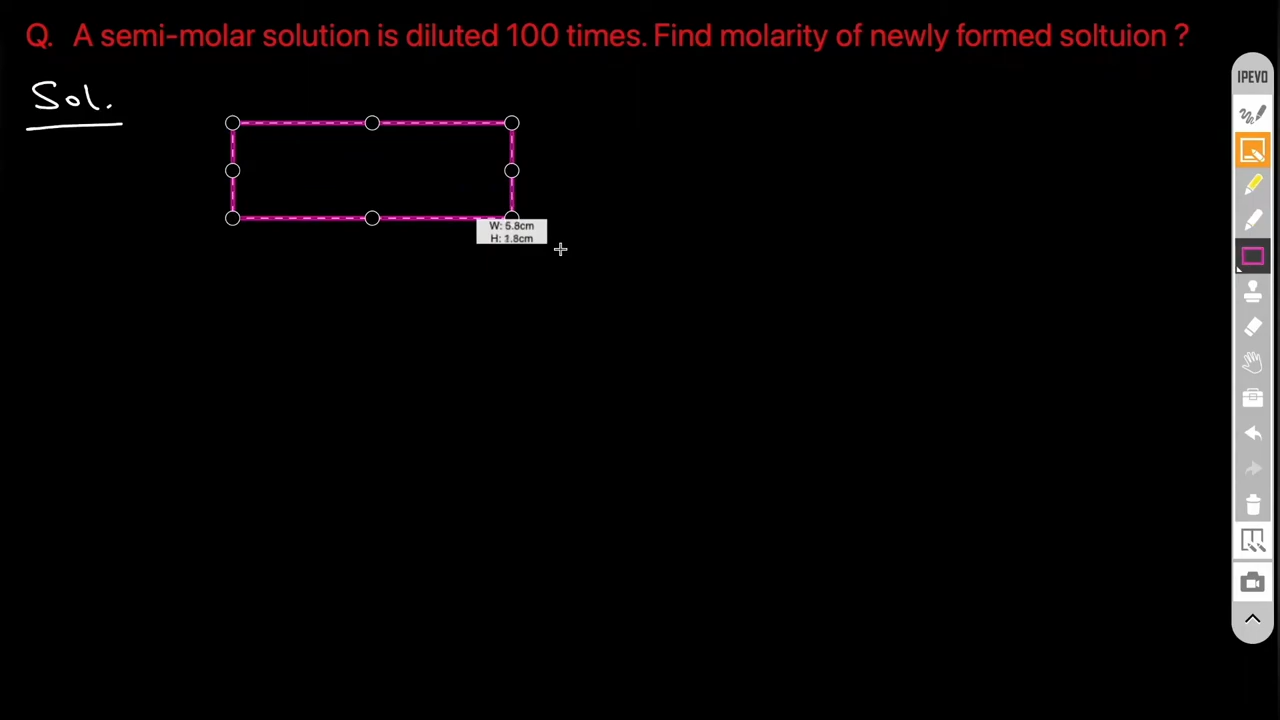 Q. A semi-molar solution is diluted 100 times. Find molarity of newly formed soltuion ?
Sol.
IPEVO
W: 5.8cm
H: 1.8cm